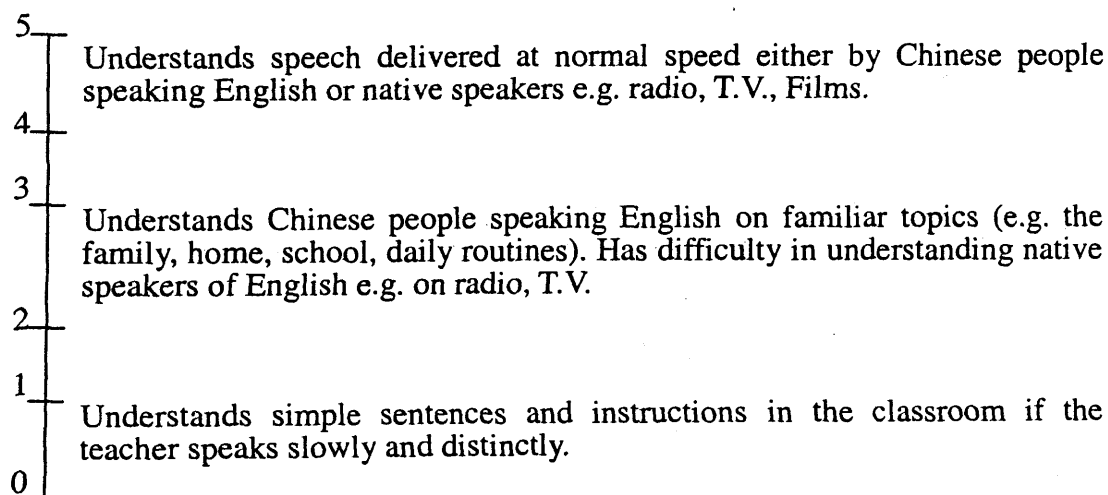 5
Understands speech delivered at normal speed either by Chinese people
speaking English or native speakers e.g. radio, T.V., Films.
4
3
Understands Chinese people speaking English on familiar topics (e.g. the
family, home, school, daily routines). Has difficulty in understanding native
speakers of English e.g. on radio, T.V.
2
1
Understands simple sentences and instructions in the classroom if the
teacher speaks slowly and distinctly.
0